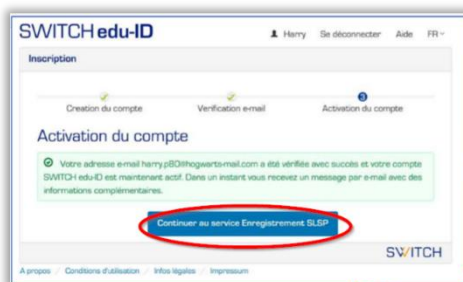 SWITCH edu-ID
Harry Se déconnecter Aide FR
Inscription
Creation du compte Verification e-mail 3 Activation du compte
Activation du compte
Votre adresse e-mail harry.p80@hogwarts-mail.com a été vérifiée avec succès et votre compte
SWITCH edu-ID est maintenant actif. Dans un instant vous recevez un message par e-mail avec des
informations complémentaires.
Continuer au service Enregistrement SLSP
SWITCH
A propos / Conditions d'utilisation / Infos légales / Impressum